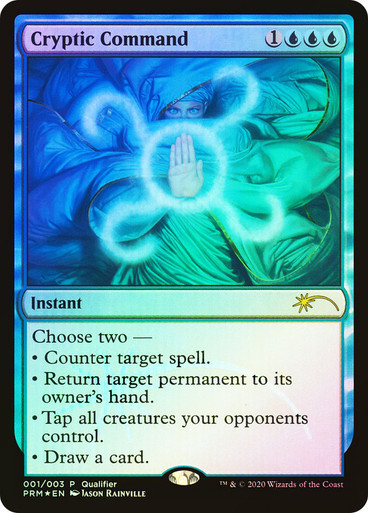 Cryptic Command 1
Instant
Choose two —
• Counter target spell.
• Return target permanent to its
owner's hand.
• Tap all creatures your opponents
control.
• Draw a card.
001/003 P Qualifier
PRM★EN Jason Rainville
™ & © 2020 Wizards of the Coast